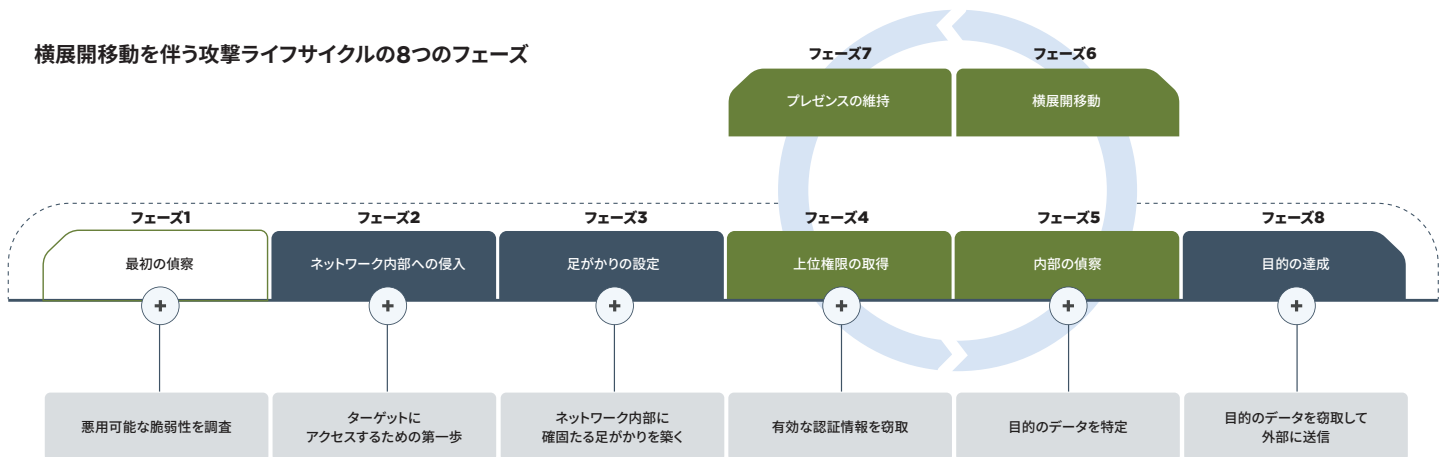 横展開移動を伴う攻撃ライフサイクルの8つのフェーズ
フェーズ7
フェーズ6
プレゼンスの維持
横展開移動
フェーズ1
フェーズ2
フェーズ3
フェーズ4
フェーズ5
フェーズ8
最初の偵察
ネットワーク内部への侵入
足がかりの設定
上位権限の取得
内部の偵察
目的の達成
+
+
+
+
+
+
悪用可能な脆弱性を調査
ターゲットに
アクセスするための第一歩
ネットワーク内部に
確固たる足がかりを築く
有効な認証情報を窃取
目的のデータを特定
目的のデータを窃取して
外部に送信